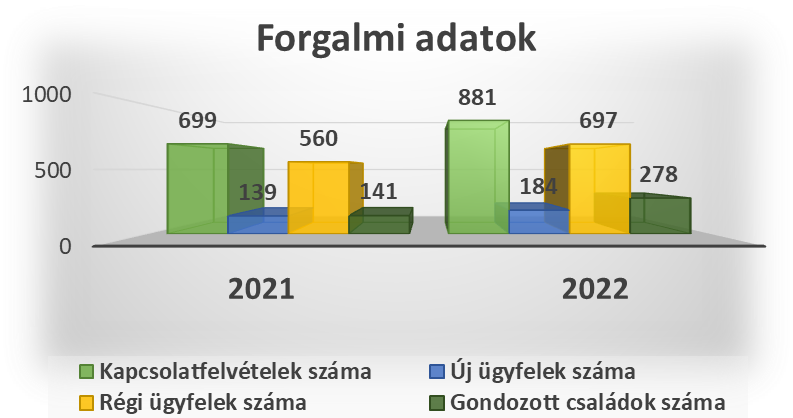 Forgalmi adatok
1000
500
0
699
139
560
141
881
184
697
278
2021
2022
Kapcsolatfelvételek száma
Új ügyfelek száma
Régi ügyfelek száma
Gondozott családok száma